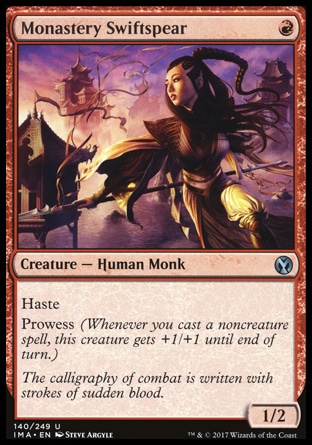 Monastery Swiftspear
Creature — Human Monk
Haste
Prowess (Whenever you cast a noncreature
spell, this creature gets +1/+1 until end of
turn.)
The calligraphy of combat is written with
strokes of sudden blood.
1/2
140/249 U
IMA • EN Steve Argyle
™ & © 2017 Wizards of the Coast